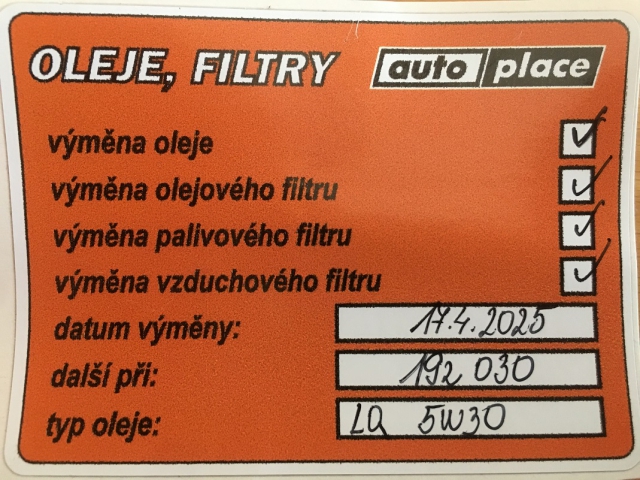 OLEJE, FILTRY auto place
výměna oleje
výměna olejového filtru
výměna palivového filtru
výměna vzduchového filtru
datum výměny: 17.4.2025
další při: 192 030
typ oleje: LQ 5W30